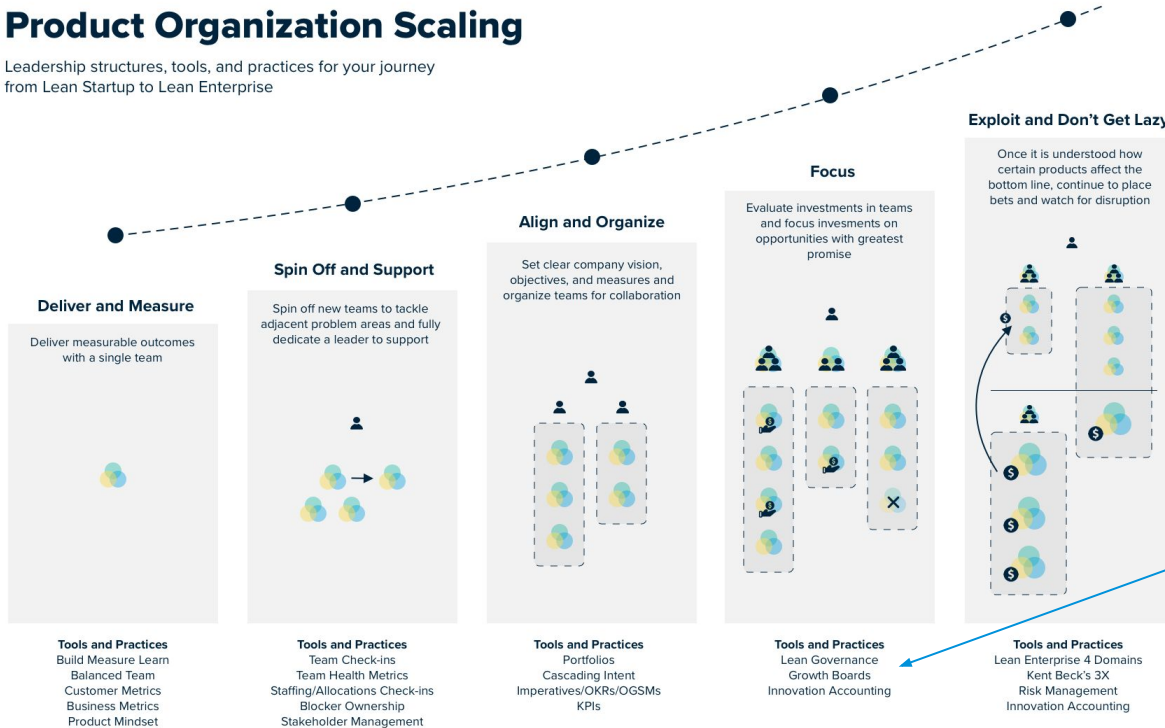 Product Organization Scaling
Leadership structures, tools, and practices for your journey
from Lean Startup to Lean Enterprise
Deliver and Measure
Deliver measurable outcomes
with a single team
Tools and Practices
Build Measure Learn
Balanced Team
Customer Metrics
Business Metrics
Product Mindset
Spin Off and Support
Spin off new teams to tackle
adjacent problem areas and fully
dedicate a leader to support
Tools and Practices
Team Check-ins
Team Health Metrics
Staffing/Allocations Check-ins
Blocker Ownership
Stakeholder Management
Align and Organize
Set clear company vision,
objectives, and measures and
organize teams for collaboration
Tools and Practices
Portfolios
Cascading Intent
Imperatives/OKRs/OGSMs
KPIs
Focus
Evaluate investments in teams
and focus invesments on
opportunities with greatest
promise
$
$
$
Tools and Practices
Lean Governance
Growth Boards
Innovation Accounting
Exploit and Don't Get Lazy
Once it is understood how
certain products affect the
bottom line, continue to place
bets and watch for disruption
$
$
$
$
$
Tools and Practices
Lean Enterprise 4 Domains
Kent Beck's 3X
Risk Management
Innovation Accounting